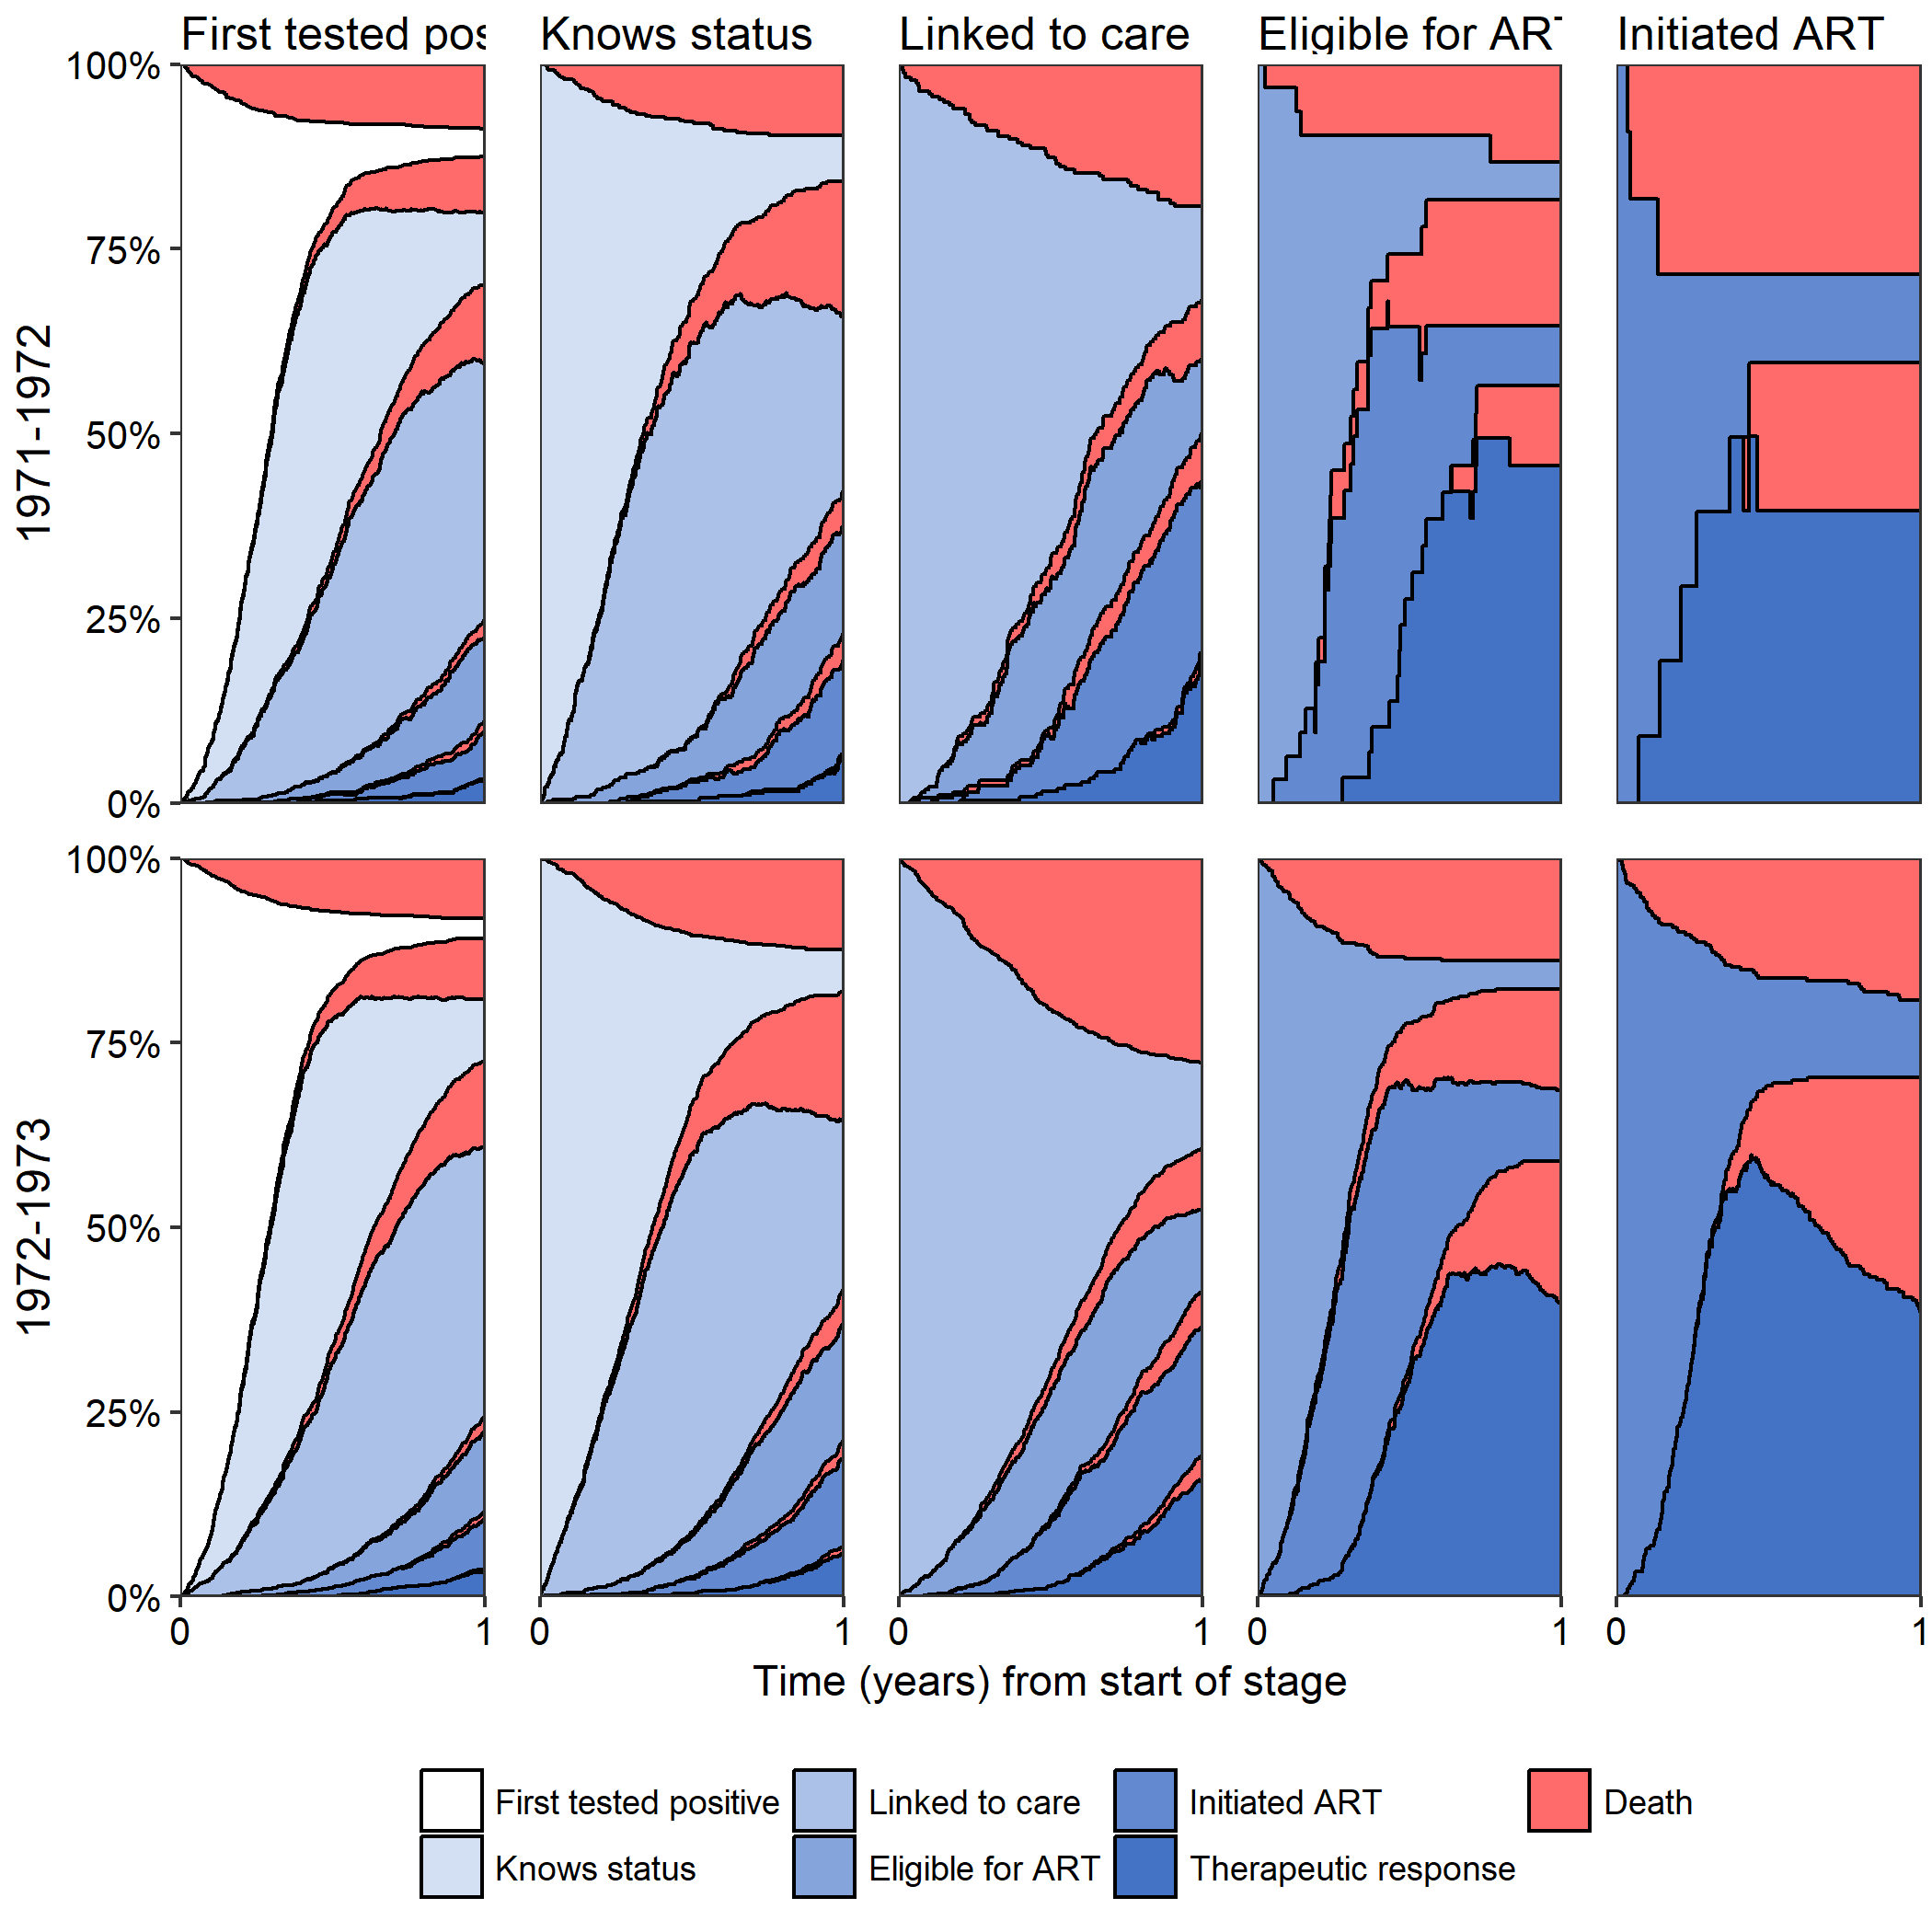 First tested pos Knows status Linked to care Eligible for ART Initiated ART
100%
75%
50%
25%
0%
1971-1972
100%
75%
50%
25%
0%
1972-1973
0 1 0 1 0 1 0 1 0 1
Time (years) from start of stage
First tested positive Linked to care Initiated ART Death
Knows status Eligible for ART Therapeutic response